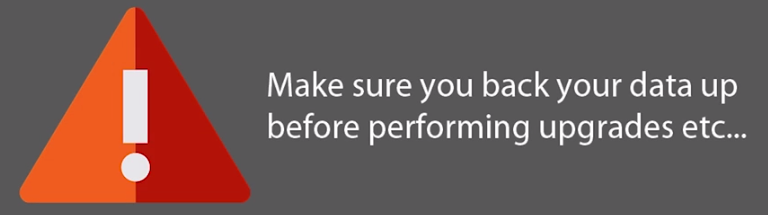 Make sure you back your data up
before performing upgrades etc...